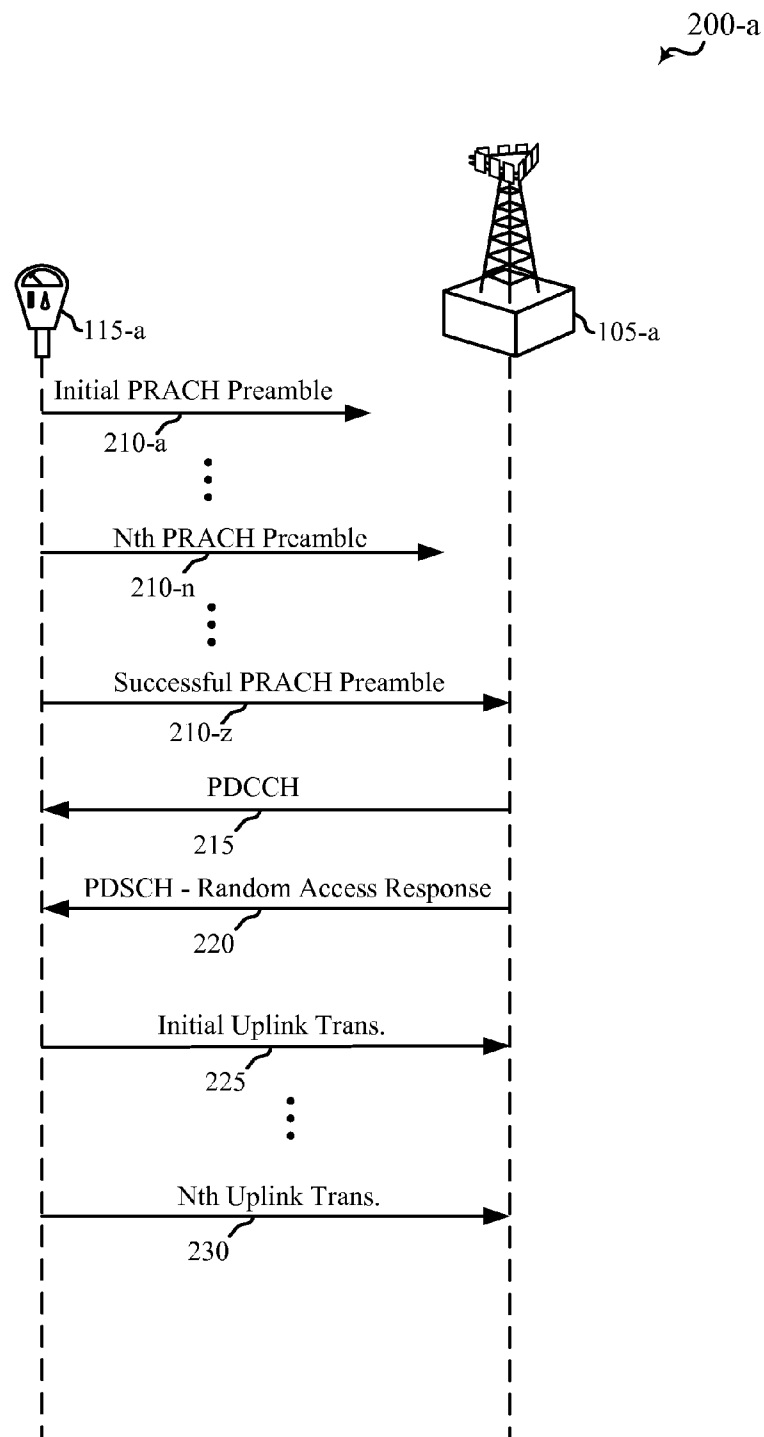 200-a
115-a
105-a
Initial PRACH Preamble
210-a
Nth PRACH Preamble
210-n
Successful PRACH Preamble
210-z
PDCCH
215
PDSCH - Random Access Response
220
Initial Uplink Trans.
225
Nth Uplink Trans.
230